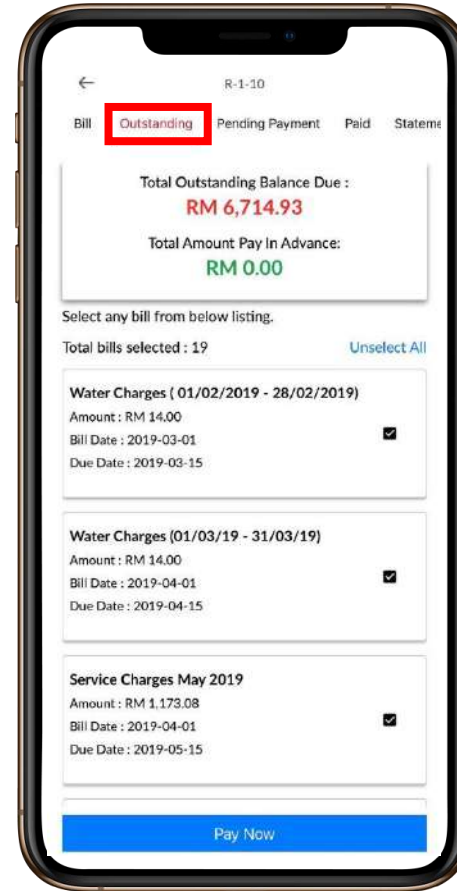 R-1-10
Bill Outstanding Pending Payment Paid Stateme
Total Outstanding Balance Due :
RM 6,714.93
Total Amount Pay In Advance:
RM 0.00
Select any bill from below listing.
Total bills selected : 19 Unselect All
Water Charges ( 01/02/2019 - 28/02/2019)
Amount : RM 14.00
Bill Date : 2019-03-01
Due Date : 2019-03-15
Water Charges (01/03/19 - 31/03/19)
Amount : RM 14.00
Bill Date : 2019-04-01
Due Date : 2019-04-15
Service Charges May 2019
Amount : RM 1,173.08
Bill Date : 2019-04-01
Due Date : 2019-05-15
Pay Now